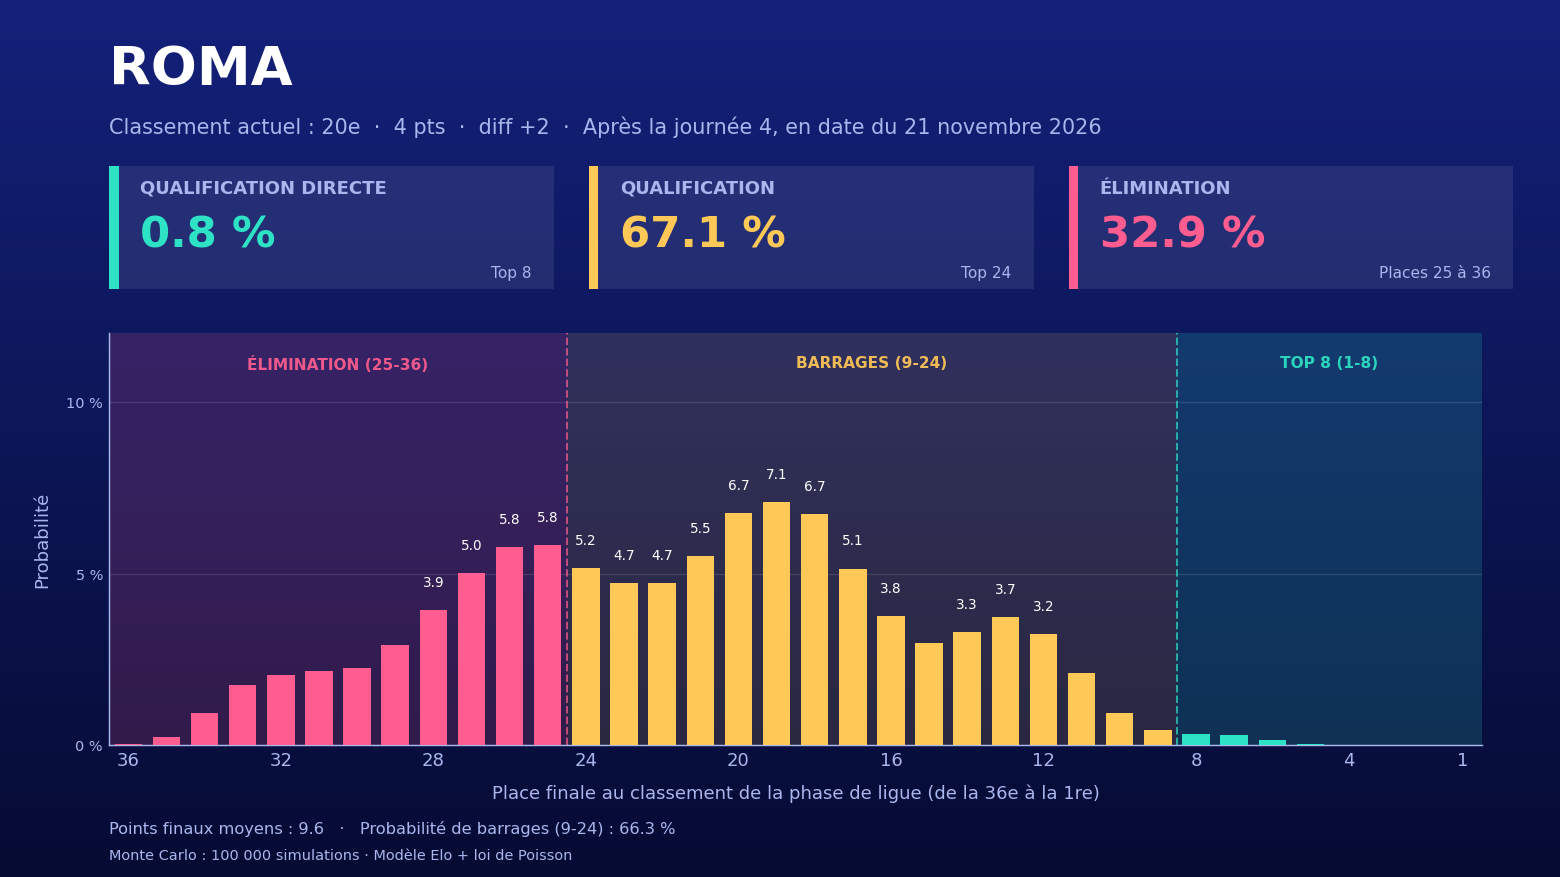 ROMA
Classement actuel : 20e · 4 pts · diff +2 · Après la journée 4, en date du 21 novembre 2026
QUALIFICATION DIRECTE
0.8 %
Top 8
QUALIFICATION
67.1 %
Top 24
ÉLIMINATION
32.9 %
Places 25 à 36
ÉLIMINATION (25-36)
BARRAGES (9-24)
TOP 8 (1-8)
Probabilité
10 %
5 %
0 %
3.9
5.0
5.8
5.8
5.2
4.7
4.7
5.5
6.7
7.1
6.7
5.1
3.8
3.3
3.7
3.2
36 32 28 24 20 16 12 8 4 1
Place finale au classement de la phase de ligue (de la 36e à la 1re)
Points finaux moyens : 9.6 · Probabilité de barrages (9-24) : 66.3 %
Monte Carlo : 100 000 simulations · Modèle Elo + loi de Poisson